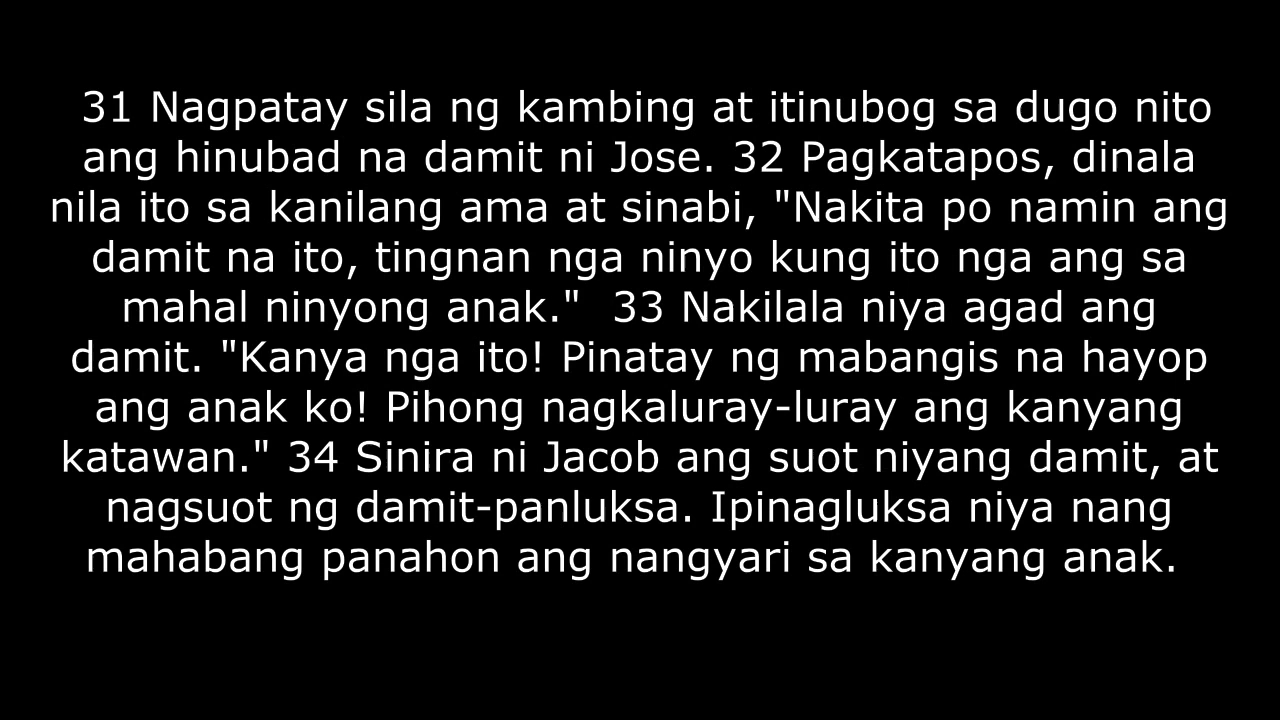 31 Nagpatay sila ng kambing at itinubog sa dugo nito
ang hinubad na damit ni Jose. 32 Pagkatapos, dinala
nila ito sa kanilang ama at sinabi, "Nakita po namin ang
damit na ito, tingnan nga ninyo kung ito nga ang sa
mahal ninyong anak."  33 Nakilala niya agad ang
damit. "Kanya nga ito! Pinatay ng mabangis na hayop
ang anak ko! Pihong nagkaluray-luray ang kanyang
katawan." 34 Sinira ni Jacob ang suot niyang damit, at
nagsuot ng damit-panluksa. Ipinagluksa niya nang
mahabang panahon ang nangyari sa kanyang anak.